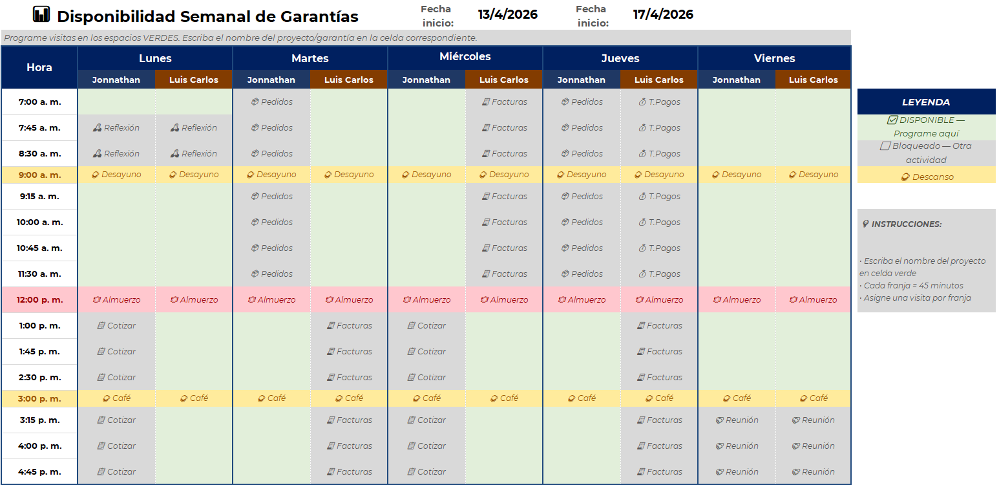 Disponibilidad Semanal de Garantías
Fecha inicio: 13/4/2026 Fecha inicio: 17/4/2026
Programe visitas en los espacios VERDES. Escriba el nombre del proyecto/garantía en la celda correspondiente.
Hora Lunes Martes Miércoles Jueves Viernes
Jonnathan Luis Carlos Jonnathan Luis Carlos Jonnathan Luis Carlos Jonnathan Luis Carlos Jonnathan Luis Carlos
7:00 a. m. Pedidos Facturas Pedidos T.Pagos
7:45 a. m. Reflexión Reflexión Pedidos Facturas Pedidos T.Pagos
8:30 a. m. Reflexión Reflexión Pedidos Facturas Pedidos T.Pagos
9:00 a. m. Desayuno Desayuno Desayuno Desayuno Desayuno Desayuno Desayuno Desayuno Desayuno Desayuno
9:15 a. m. Pedidos Facturas Pedidos T.Pagos
10:00 a. m. Pedidos Facturas Pedidos T.Pagos
10:45 a. m. Pedidos Facturas Pedidos T.Pagos
11:30 a. m. Pedidos Facturas Pedidos T.Pagos
12:00 p. m. Almuerzo Almuerzo Almuerzo Almuerzo Almuerzo Almuerzo Almuerzo Almuerzo Almuerzo Almuerzo
1:00 p. m. Cotizar Facturas Cotizar Facturas
1:45 p. m. Cotizar Facturas Cotizar Facturas
2:30 p. m. Cotizar Facturas Cotizar Facturas
3:00 p. m. Café Café Café Café Café Café Café Café Café Café
3:15 p. m. Cotizar Facturas Cotizar Facturas Reunión Reunión
4:00 p. m. Cotizar Facturas Cotizar Facturas Reunión Reunión
4:45 p. m. Cotizar Facturas Cotizar Facturas Reunión Reunión
LEYENDA
DISPONIBLE —
Programe aquí
Bloqueado — Otra
actividad
Descanso
INSTRUCCIONES:
• Escriba el nombre del proyecto
en celda verde
• Cada franja = 45 minutos
• Asigne una visita por franja